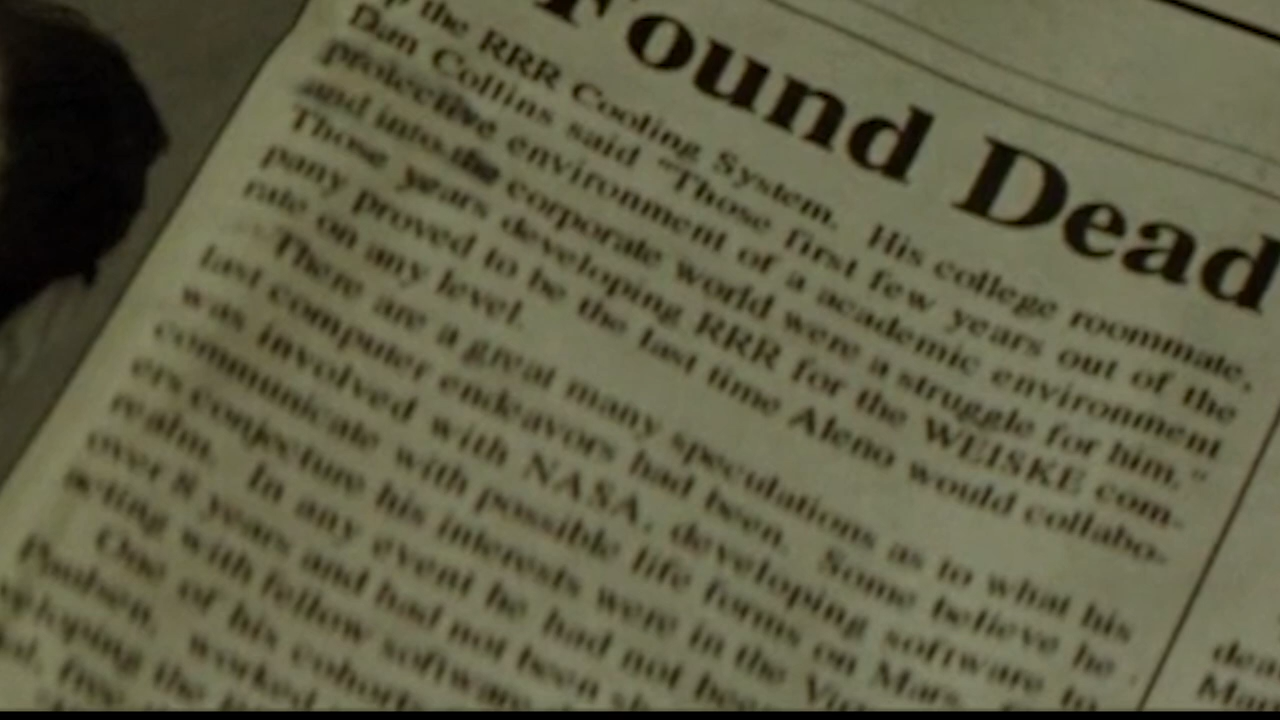 Found Dead
p the RRR Cooling System. His college roommate,
Dan Collins said "Those first few years out of the
protective environment of a academic environment
and into the corporate world were a struggle for him."
Those years developing RRR for the WEISKE com-
pany proved to be the last time Aleno would collabo-
rate on any level.
There are a great many speculations as to what his
last computer endeavors had been. Some believe he
was involved with NASA, developing software to
communicate with possible life forms on Mars.
ers conjecture his interests were in the Vir
realm. In any event he had not bee
over 8 years and had not been
acting with fellow software
One of his cohorts
worked
eloping the
dea
Mar